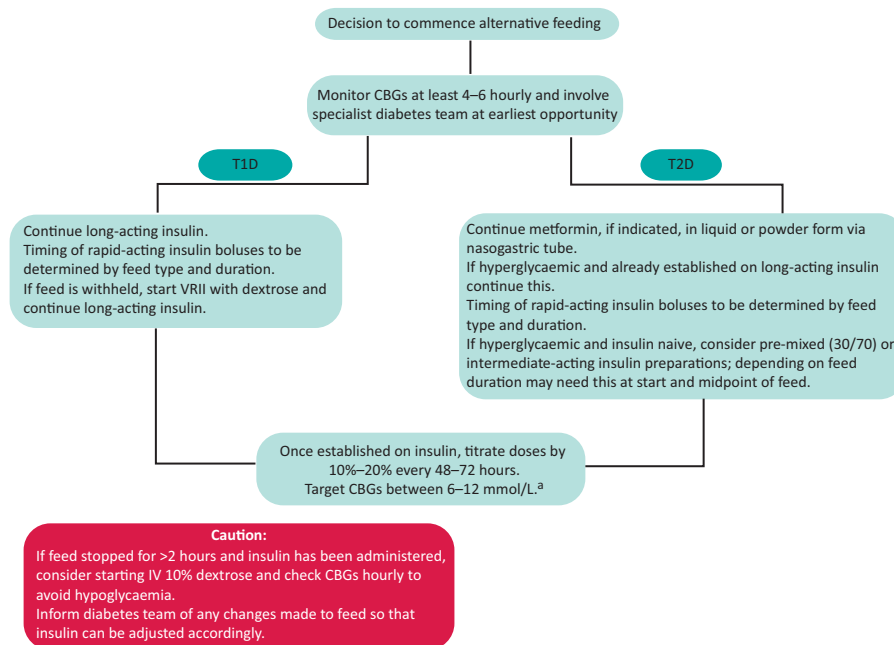 Decision to commence alternative feeding
Monitor CBGs at least 4–6 hourly and involve
specialist diabetes team at earliest opportunity
T1D
T2D
Continue long-acting insulin.
Timing of rapid-acting insulin boluses to be
determined by feed type and duration.
If feed is withheld, start VRII with dextrose and
continue long-acting insulin.
Continue metformin, if indicated, in liquid or powder form via
nasogastric tube.
If hyperglycaemic and already established on long-acting insulin
continue this.
Timing of rapid-acting insulin boluses to be determined by feed
type and duration.
If hyperglycaemic and insulin naive, consider pre-mixed (30/70) or
intermediate-acting insulin preparations; depending on feed
duration may need this at start and midpoint of feed.
Once established on insulin, titrate doses by
10%–20% every 48–72 hours.
Target CBGs between 6–12 mmol/L.ᵃ
Caution:
If feed stopped for >2 hours and insulin has been administered,
consider starting IV 10% dextrose and check CBGs hourly to
avoid hypoglycaemia.
Inform diabetes team of any changes made to feed so that
insulin can be adjusted accordingly.